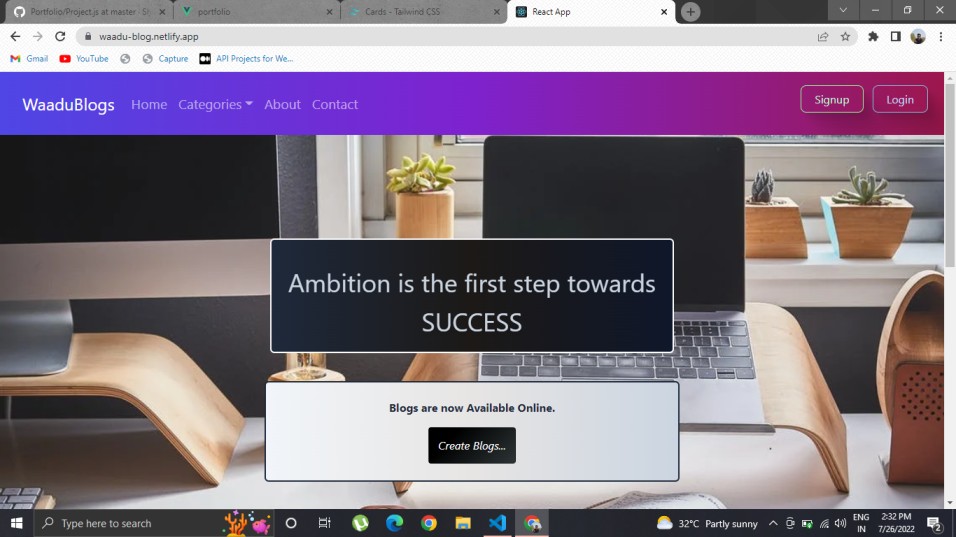 Portfolio/Project.js at master
portfolio
Cards - Tailwind CSS
React App
waadu-blog.netlify.app
Gmail
YouTube
Capture
API Projects for We...
WaaduBlogs
Home
Categories
About
Contact
Signup
Login
Ambition is the first step towards
SUCCESS
Blogs are now Available Online.
Create Blogs...
Type here to search
32°C Partly sunny
ENG
IN
2:32 PM
7/26/2022
2